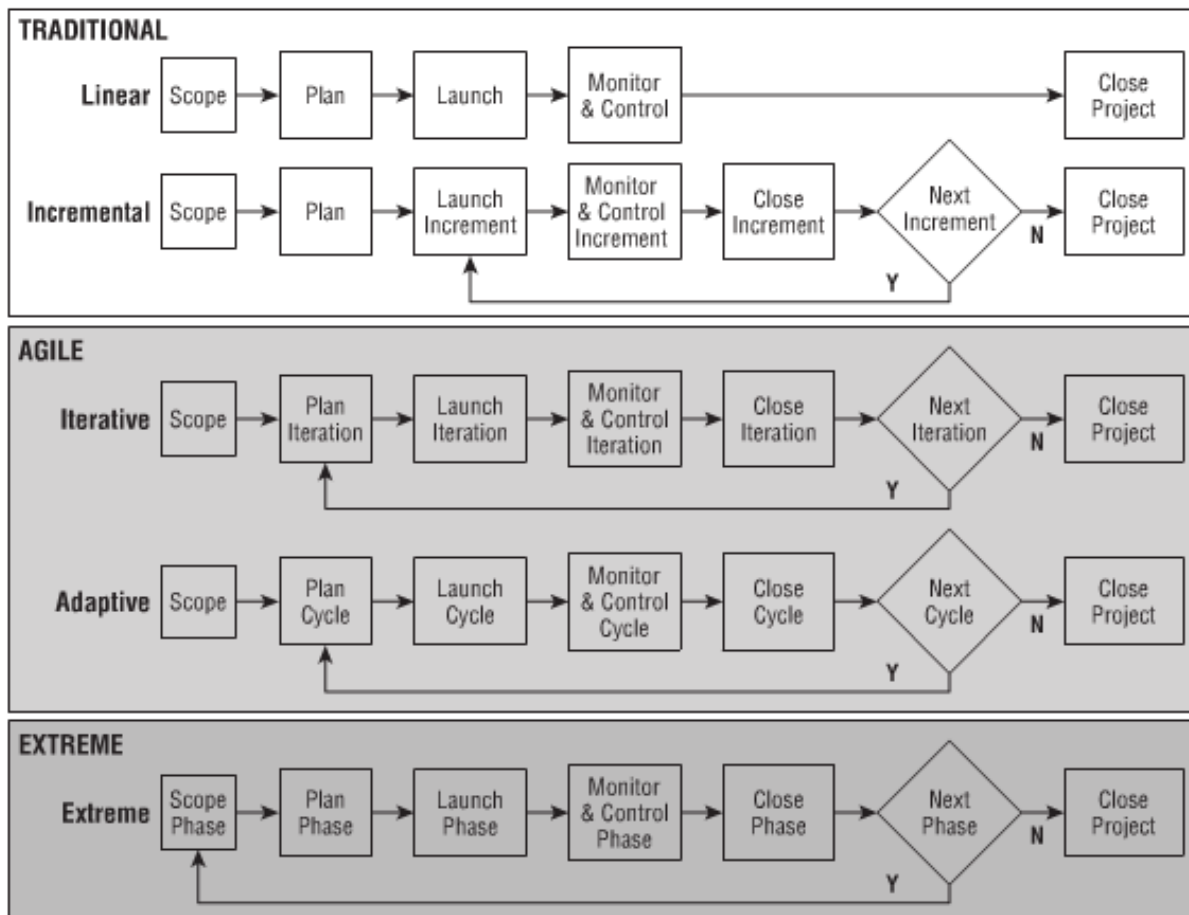 TRADITIONAL
Linear
Scope
Plan
Launch
Monitor
& Control
Close
Project
Incremental
Scope
Plan
Launch
Increment
Monitor
& Control
Increment
Close
Increment
Next
Increment
N
Close
Project
Y
AGILE
Iterative
Scope
Plan
Iteration
Launch
Iteration
Monitor
& Control
Iteration
Close
Iteration
Next
Iteration
N
Close
Project
Y
Adaptive
Scope
Plan
Cycle
Launch
Cycle
Monitor
& Control
Cycle
Close
Cycle
Next
Cycle
N
Close
Project
Y
EXTREME
Extreme
Scope
Phase
Plan
Phase
Launch
Phase
Monitor
& Control
Phase
Close
Phase
Next
Phase
N
Close
Project
Y